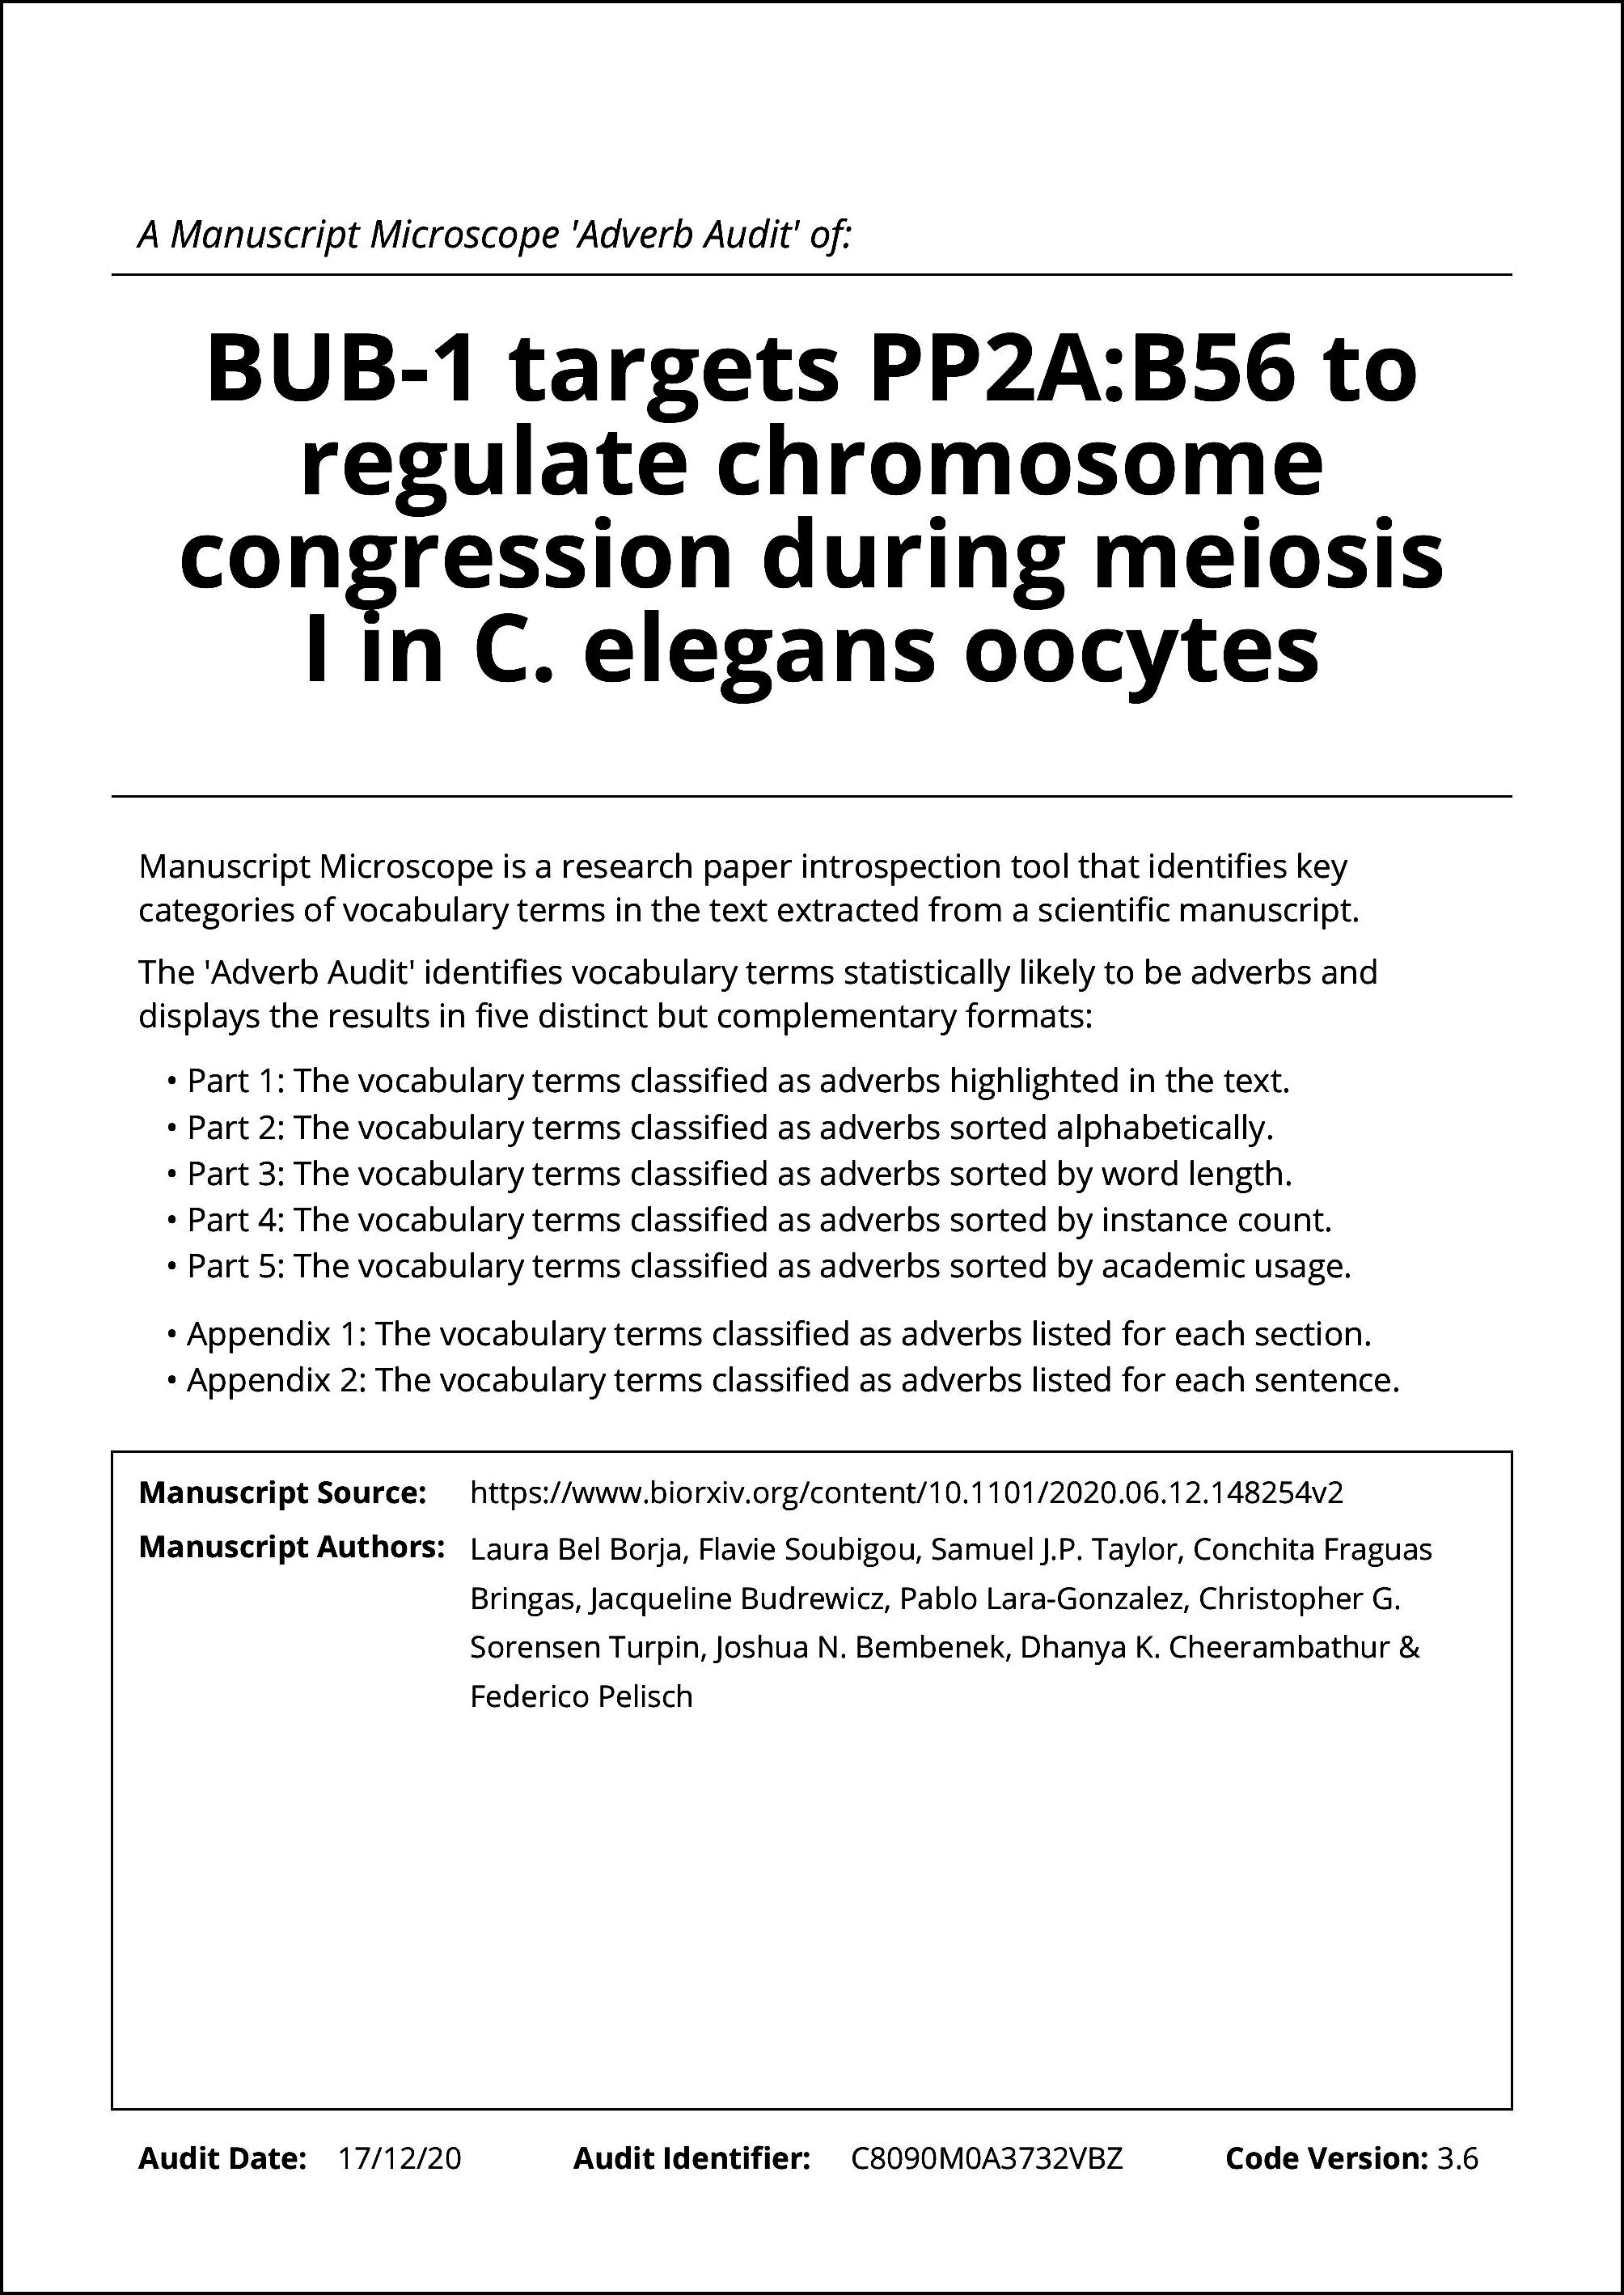 A Manuscript Microscope 'Adverb Audit' of:
BUB-1 targets PP2A:B56 to
regulate chromosome
congression during meiosis
I in C. elegans oocytes
Manuscript Microscope is a research paper introspection tool that identifies key
categories of vocabulary terms in the text extracted from a scientific manuscript.
The 'Adverb Audit' identifies vocabulary terms statistically likely to be adverbs and
displays the results in five distinct but complementary formats:
• Part 1: The vocabulary terms classified as adverbs highlighted in the text.
• Part 2: The vocabulary terms classified as adverbs sorted alphabetically.
• Part 3: The vocabulary terms classified as adverbs sorted by word length.
• Part 4: The vocabulary terms classified as adverbs sorted by instance count.
• Part 5: The vocabulary terms classified as adverbs sorted by academic usage.
• Appendix 1: The vocabulary terms classified as adverbs listed for each section.
• Appendix 2: The vocabulary terms classified as adverbs listed for each sentence.
Manuscript Source: https://www.biorxiv.org/content/10.1101/2020.06.12.148254v2
Manuscript Authors: Laura Bel Borja, Flavie Soubigou, Samuel J.P. Taylor, Conchita Fraguas
Bringas, Jacqueline Budrewicz, Pablo Lara-Gonzalez, Christopher G.
Sorensen Turpin, Joshua N. Bembenek, Dhanya K. Cheerambathur &
Federico Pelisch
Audit Date: 17/12/20 Audit Identifier: C8090M0A3732VBZ Code Version: 3.6